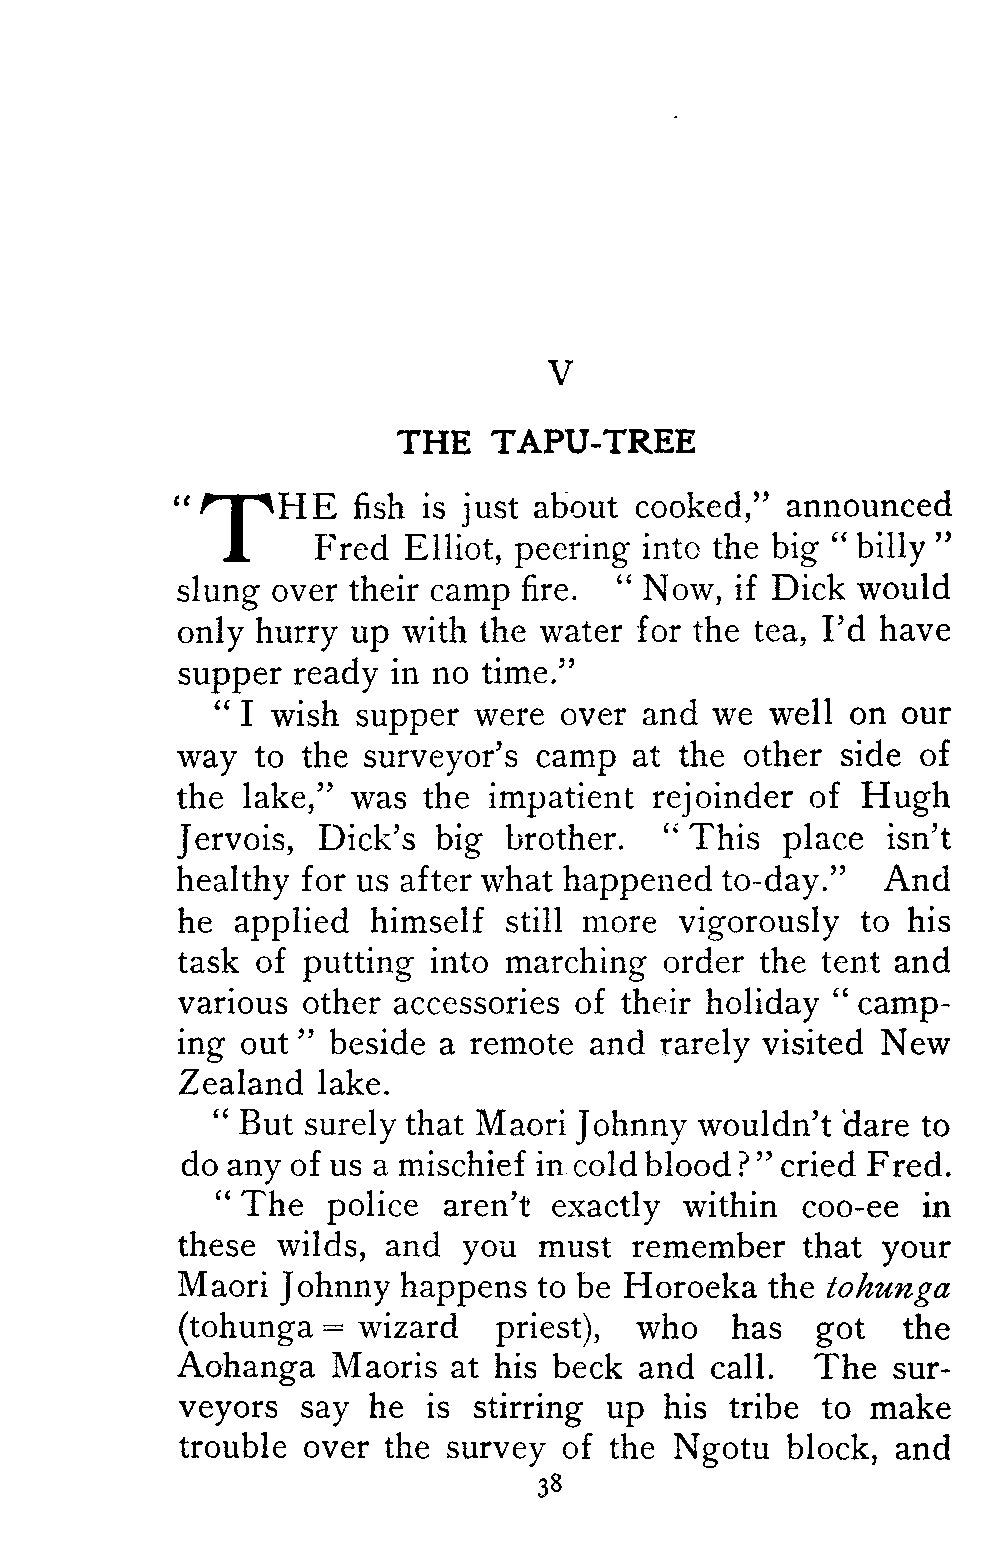 V
THE TAPU-TREE
“THE fish is just about cooked,” announced
Fred Elliot, peering into the big “billy”
slung over their camp fire. “Now, if Dick would
only hurry up with the water for the tea, I’d have
supper ready in no time.”
“I wish supper were over and we well on our
way to the surveyor’s camp at the other side of
the lake,” was the impatient rejoinder of Hugh
Jervois, Dick’s big brother. “This place isn’t
healthy for us after what happened to-day.” And
he applied himself still more vigorously to his
task of putting into marching order the tent and
various other accessories of their holiday “camp-
ing out” beside a remote and rarely visited New
Zealand lake.
“But surely that Maori Johnny wouldn’t dare to
do any of us a mischief in cold blood?” cried Fred.
“The police aren’t exactly within coo-ee in
these wilds, and you must remember that your
Maori Johnny happens to be Horoeka the tohunga
(tohunga = wizard priest), who has got the
Aohanga Maoris at his beck and call. The sur-
veyors say he is stirring up his tribe to make
trouble over the survey of the Ngotu block, and
38